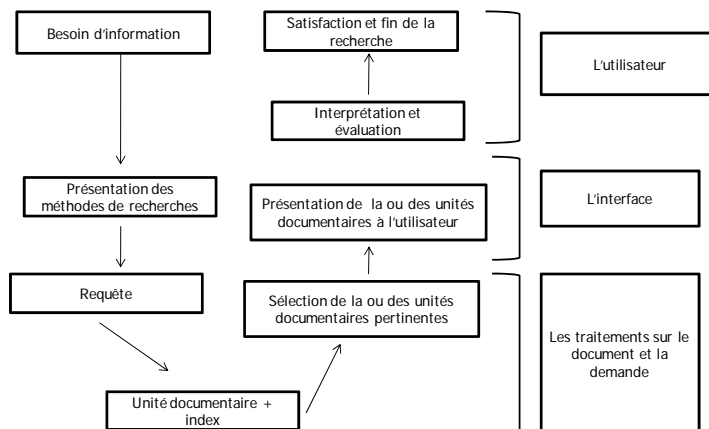 Besoin d'information
Satisfaction et fin de la
recherche
L'utilisateur
Interprétation et
évaluation
Présentation des
méthodes de recherches
Présentation de la ou des unités
documentaires à l'utilisateur
L'interface
Requête
Sélection de la ou des unités
documentaires pertinentes
Les traitements sur le
document et la
demande
Unité documentaire +
index